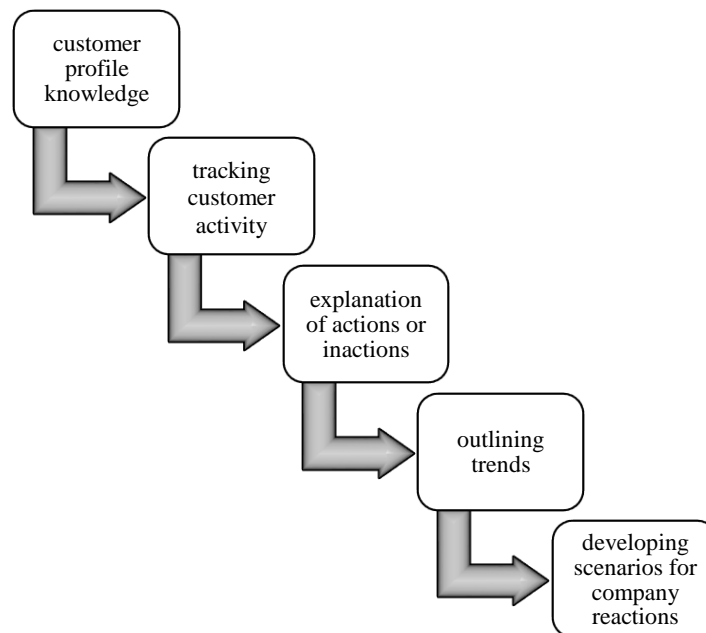 customer
profile
knowledge
tracking
customer
activity
explanation
of actions or
inactions
outlining
trends
developing
scenarios for
company
reactions